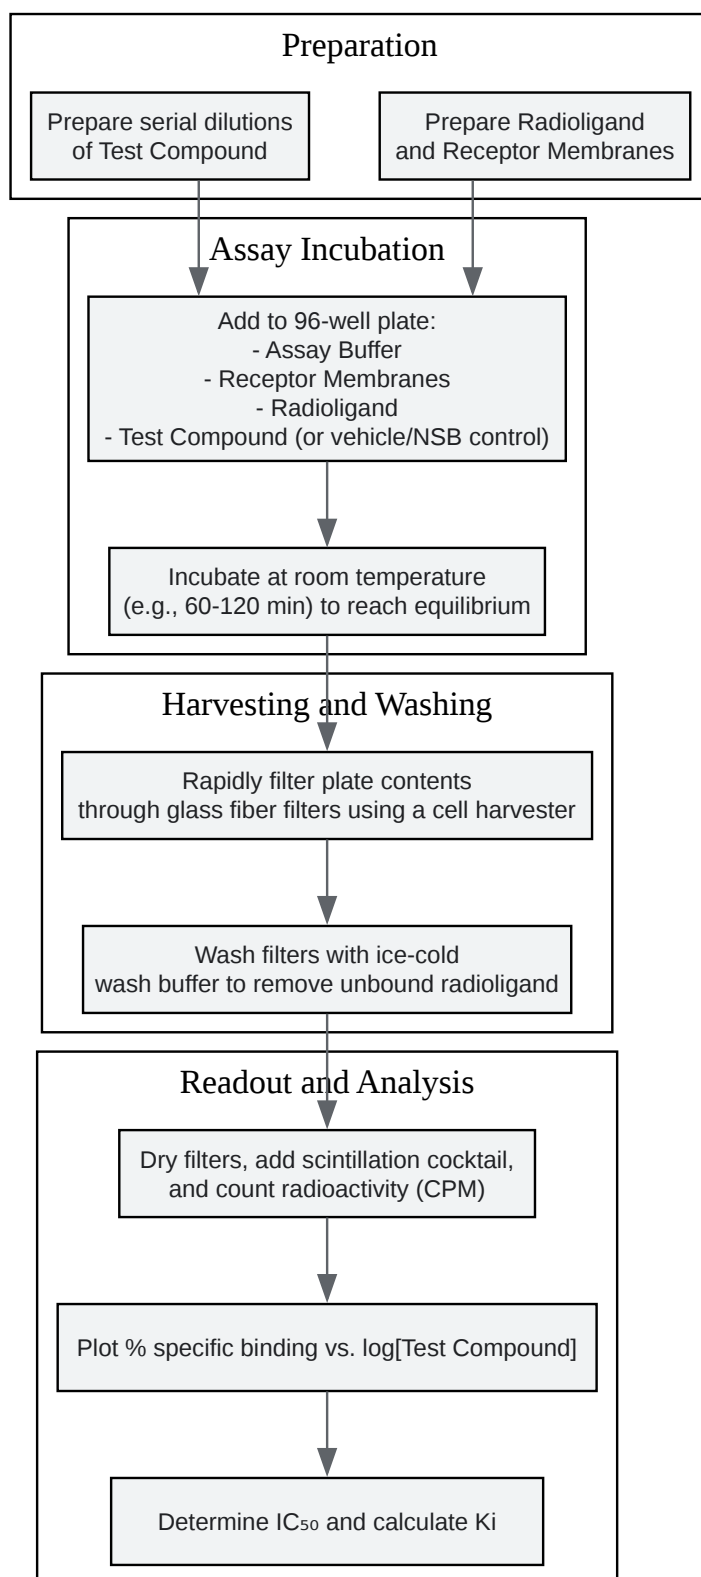 Preparation
Prepare serial dilutions
of Test Compound
Prepare Radioligand
and Receptor Membranes
Assay Incubation
Add to 96-well plate:
- Assay Buffer
- Receptor Membranes
- Radioligand
- Test Compound (or vehicle/NSB control)
Incubate at room temperature
(e.g., 60-120 min) to reach equilibrium
Harvesting and Washing
Rapidly filter plate contents
through glass fiber filters using a cell harvester
Wash filters with ice-cold
wash buffer to remove unbound radioligand
Readout and Analysis
Dry filters, add scintillation cocktail,
and count radioactivity (CPM)
Plot % specific binding vs. log[Test Compound]
Determine IC₅₀ and calculate Ki